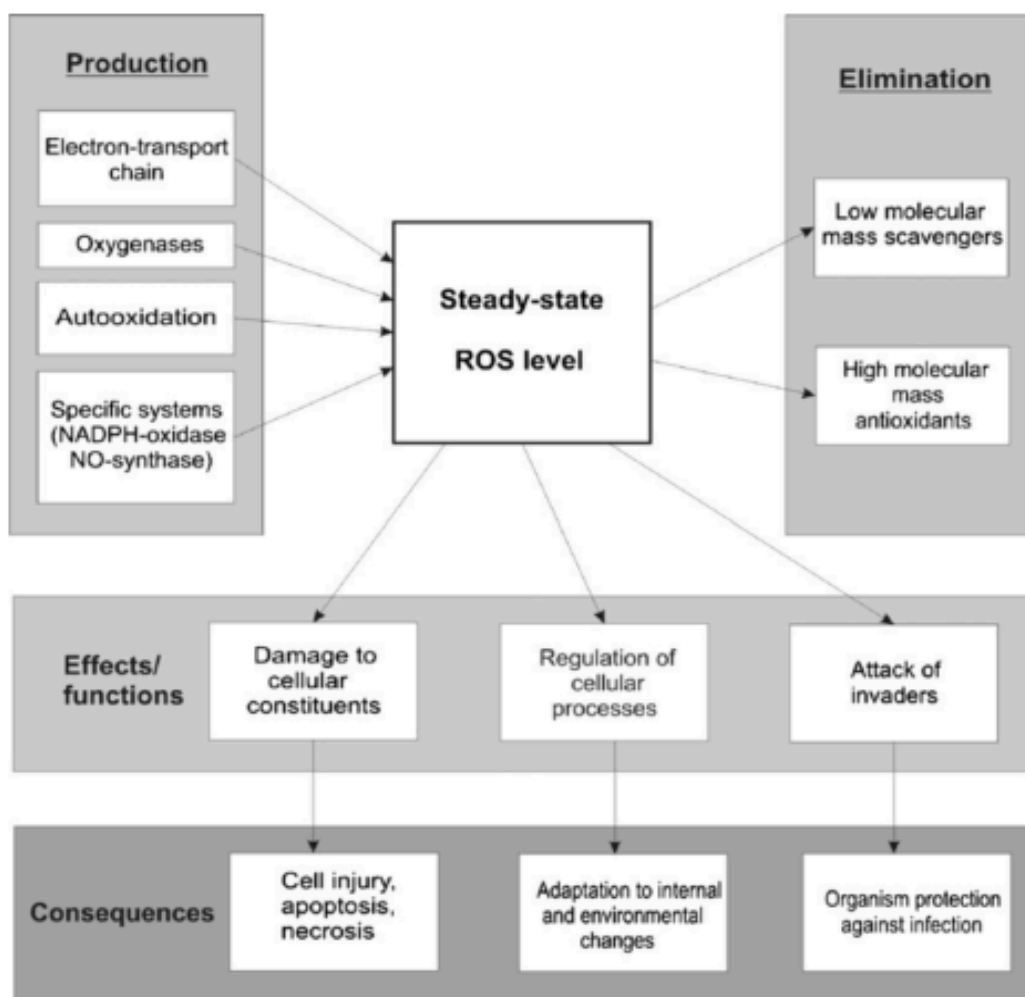 Production
Electron-transport
chain
Oxygenases
Autooxidation
Specific systems
(NADPH-oxidase
NO-synthase)
Steady-state
ROS level
Elimination
Low molecular
mass scavengers
High molecular
mass
antioxidants
Effects/
functions
Damage to
cellular
constituents
Regulation of
cellular
processes
Attack of
invaders
Consequences
Cell injury,
apoptosis,
necrosis
Adaptation to internal
and environmental
changes
Organism protection
against infection